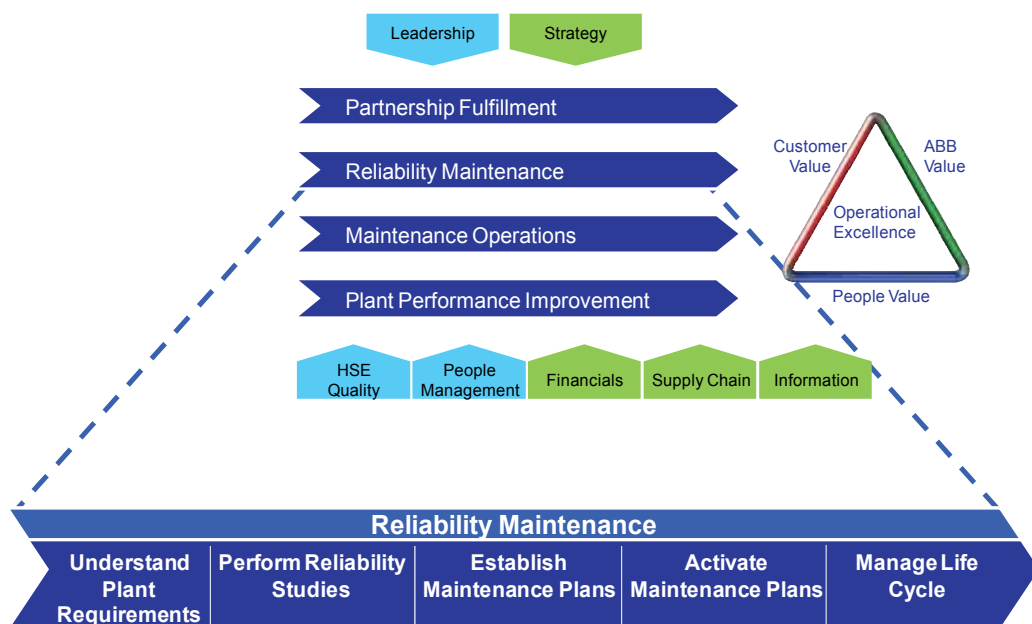 Leadership
Strategy
Partnership Fulfillment
Reliability Maintenance
Maintenance Operations
Plant Performance Improvement
Customer
Value
ABB
Value
Operational
Excellence
People Value
HSE
Quality
People
Management
Financials
Supply Chain
Information
Reliability Maintenance
Understand
Plant
Requirements
Perform Reliability
Studies
Establish
Maintenance Plans
Activate
Maintenance Plans
Manage Life
Cycle